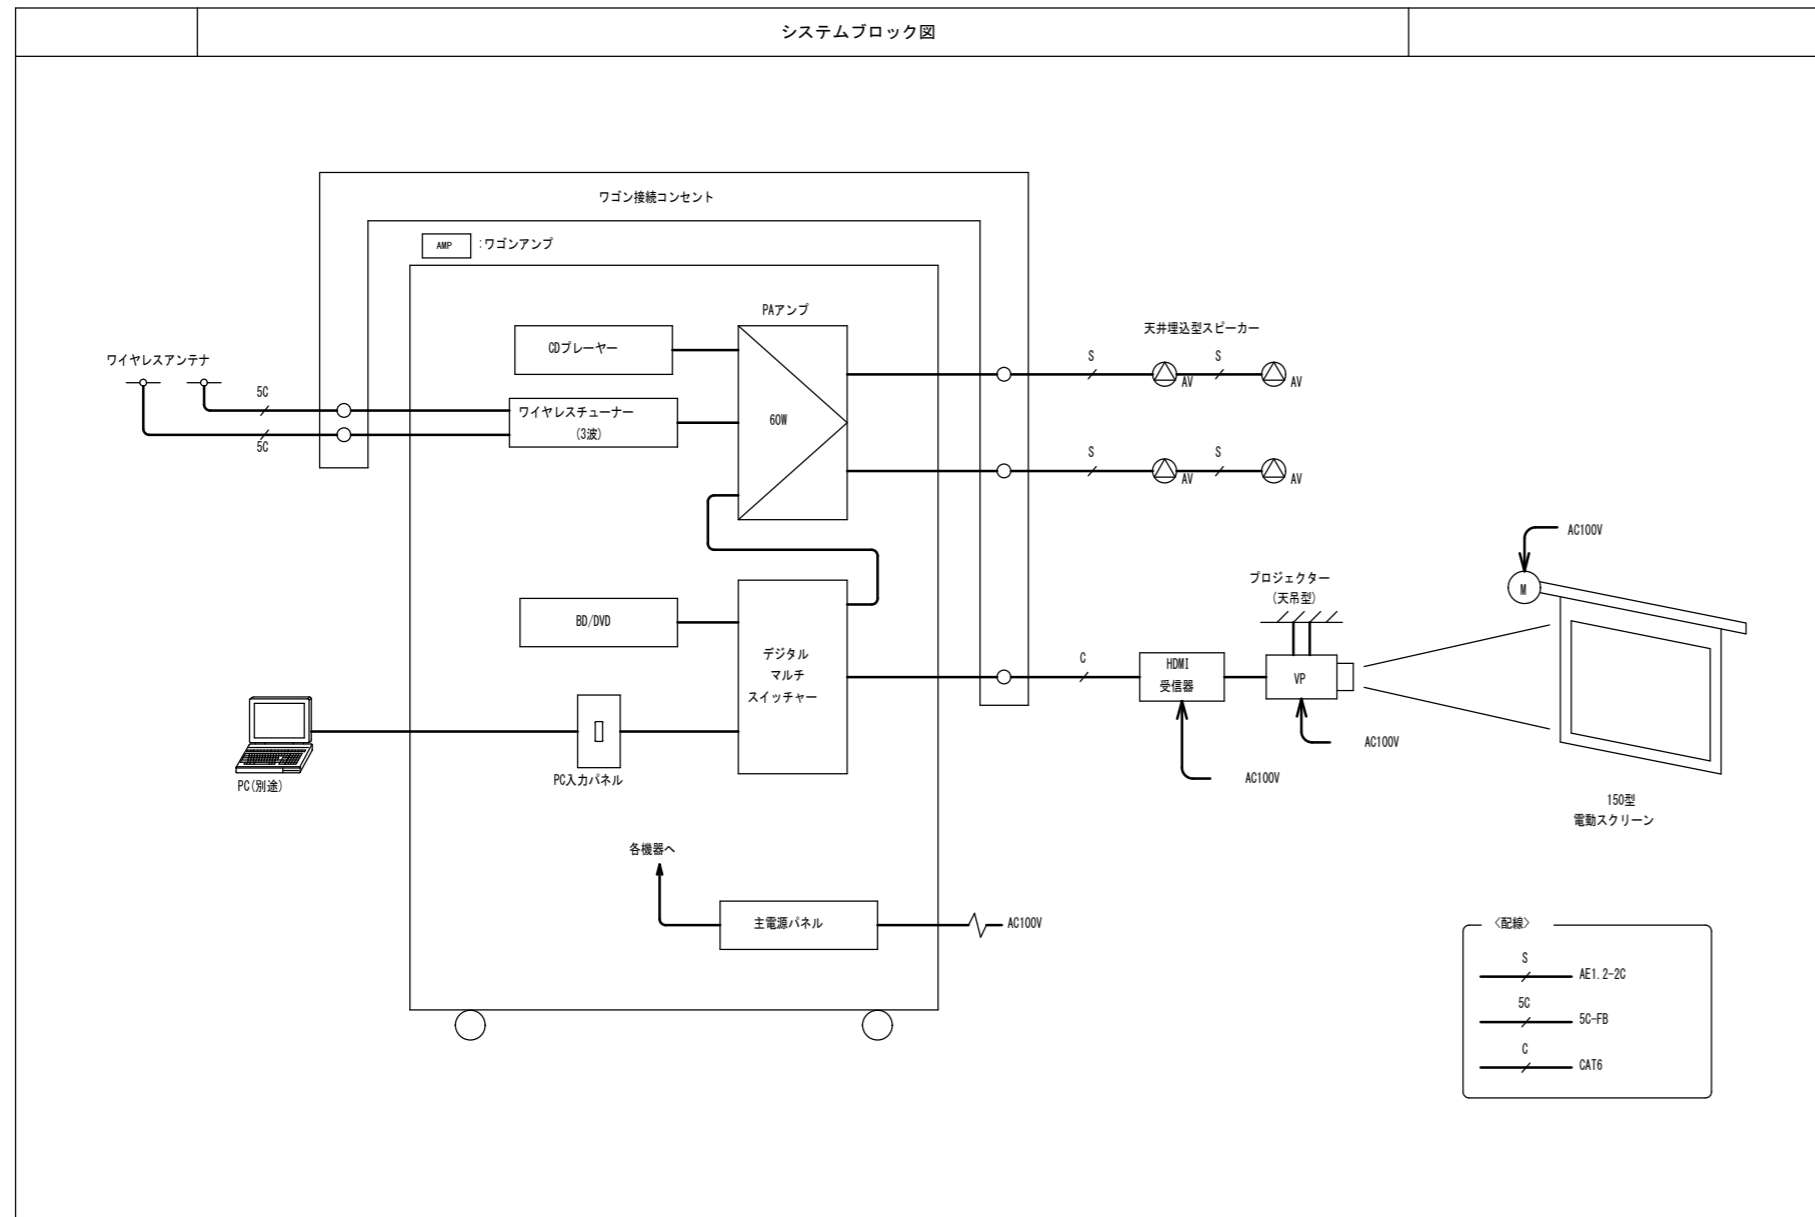 システムブロック図
ワゴン接続コンセント
AMP :ワゴンアンプ
PAアンプ
CDプレーヤー
天井埋込型スピーカー
ワイヤレスアンテナ
S
S
AV
AV
5C
5C
ワイヤレスチューナー
(3波)
60W
S
S
AV
AV
AC100V
M
プロジェクター
(天吊型)
BD/DVD
デジタル
マルチ
スイッチャー
C
HDMI
受信器
VP
AC100V
AC100V
PC(別途)
PC入力パネル
150型
電動スクリーン
各機器へ
主電源パネル
AC100V
〈配線〉
S
AE1.2-2C
5C
5C-FB
C
CAT6